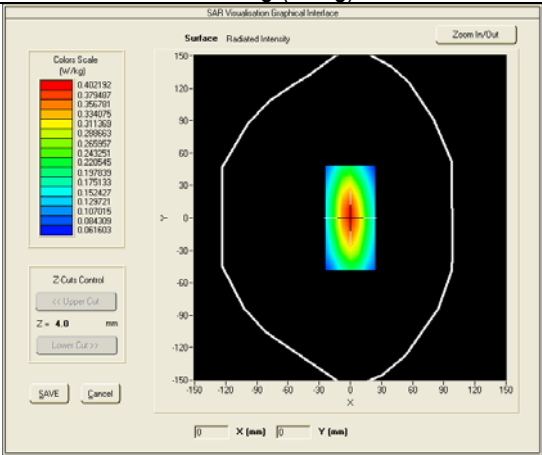 SAR Visualisation Graphical Interface
Surface Radiated Intensity
Zoom In/Out
Colors Scale
(W/kg)
0.402192
0.379487
0.356781
0.334075
0.311369
0.288663
0.265957
0.243251
0.220545
0.197839
0.175133
0.152427
0.129721
0.107015
0.084309
0.061603
Z-Cuts Control
<< Upper Cut
Z = 4.0 mm
Lower Cut >>
SAVE Cancel
150-
120-
90-
60-
30-
0-
-30-
-60-
-90-
-120-
-150-
Y
-150 -120 -90 -60 -30 0 30 60 90 120 150
X
0 X (mm) 0 Y (mm)